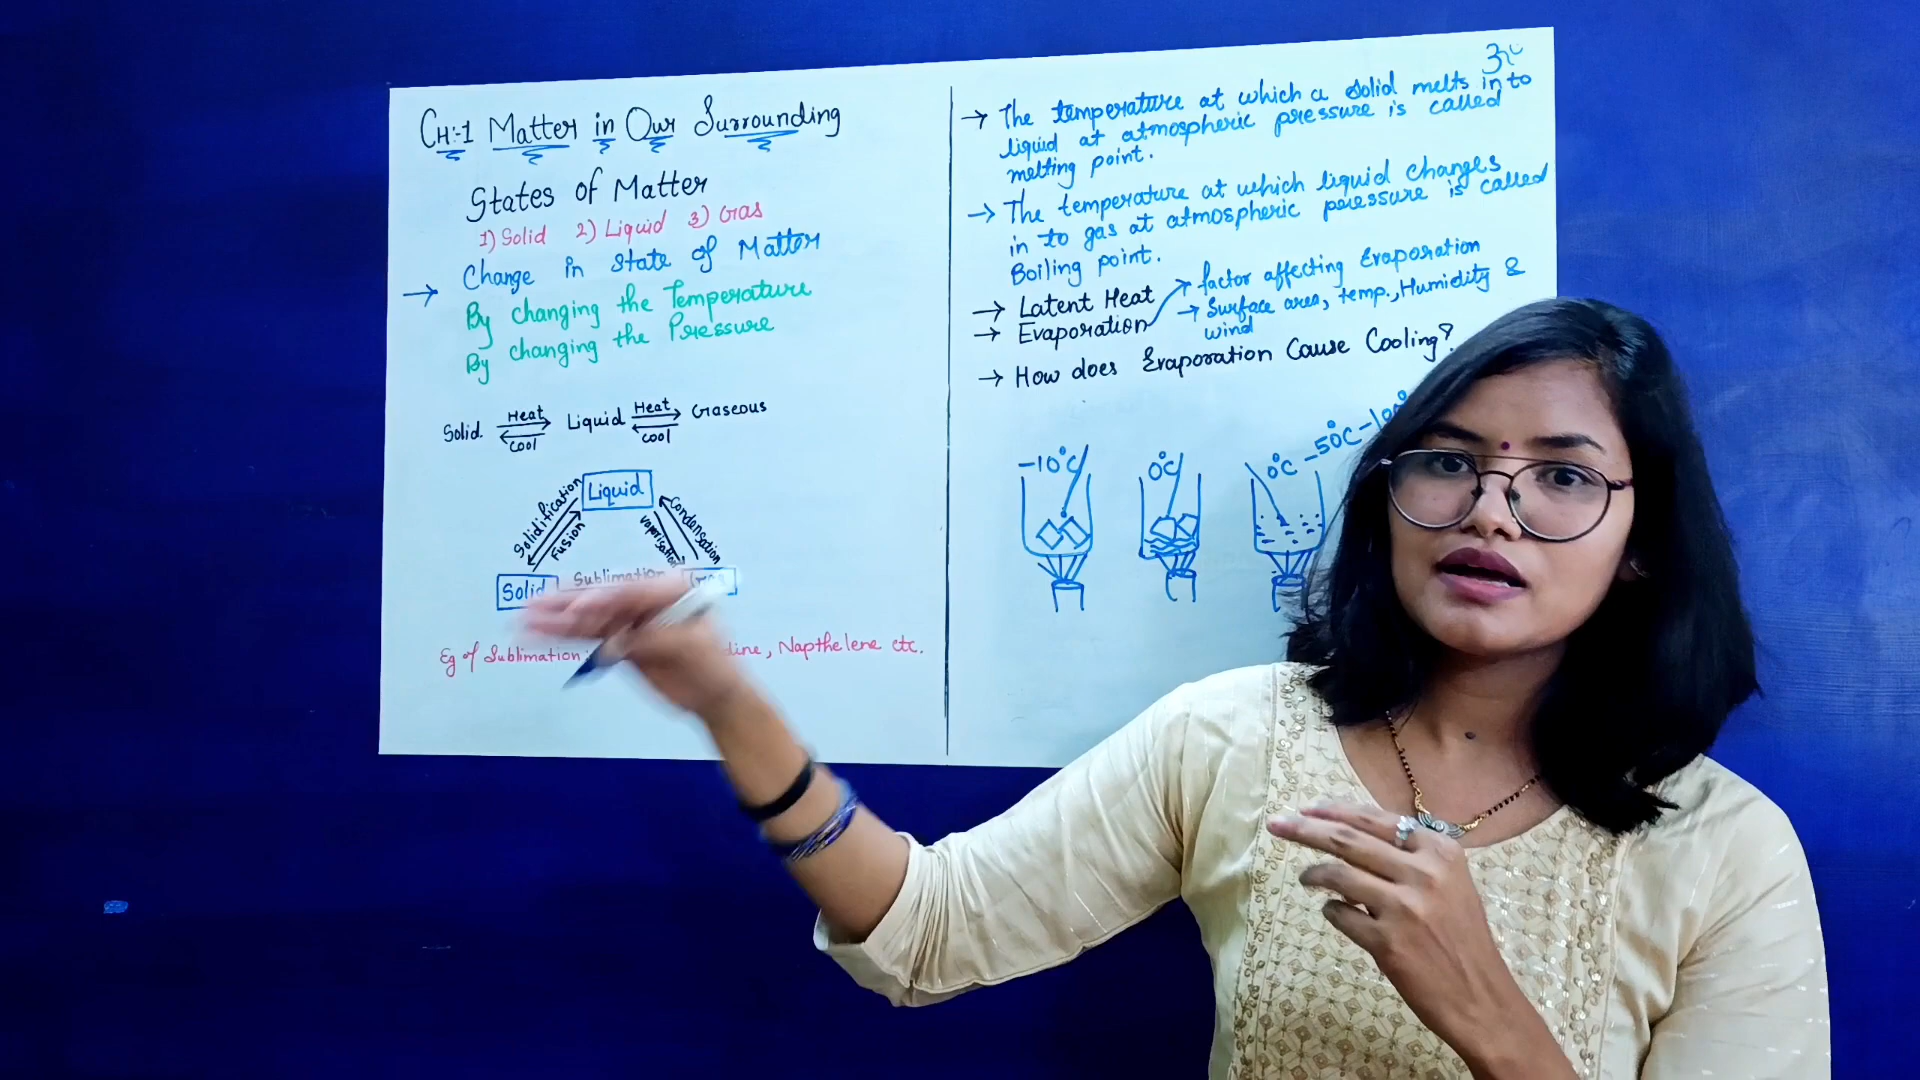 CH:-1 Matter in Our Surrounding
States of Matter
1) Solid 2) Liquid 3) Gas
→ Change in state of Matter
By changing the Temperature
By changing the Pressure
Solid. Heat Liquid Heat Gaseous
cool cool
Liquid
Solidification
Fusion
Vaporisation
Condensation
Solid Sublimation
Eg of Sublimation: Napthelene etc.
→ The temperature at which a solid melts in to
liquid at atmospheric pressure is called
melting point.
→ The temperature at which liquid changes
in to gas at atmospheric pressure is called
Boiling point.
→ Latent Heat
→ Evaporation
→ factor affecting Evaporation
→ Surface area, temp., Humidity &
wind
→ How does Evaporation Cause Cooling?
-10°C 0°C 0°C -50°C-